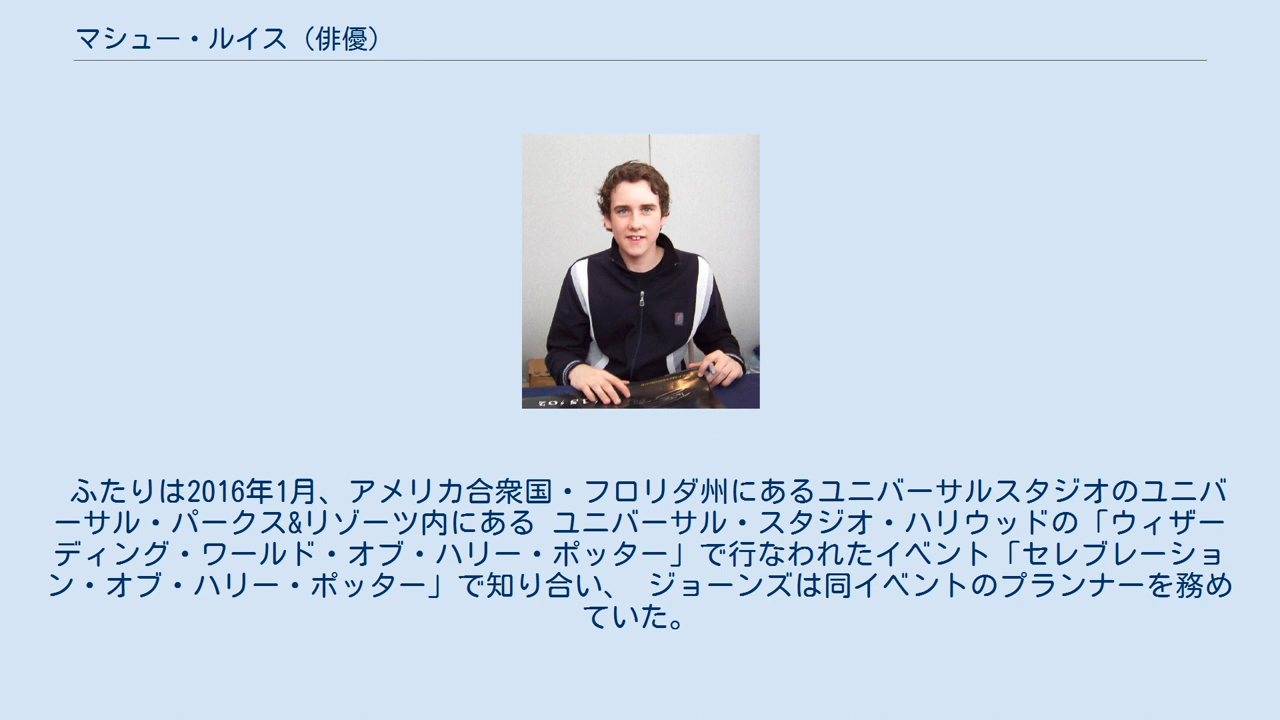 マシュー・ルイス（俳優）
ふたりは2016年1月、アメリカ合衆国・フロリダ州にあるユニバーサルスタジオのユニバ
ーサル・パークス&リゾーツ内にある ユニバーサル・スタジオ・ハリウッドの「ウィザー
ディング・ワールド・オブ・ハリー・ポッター」で行なわれたイベント「セレブレーショ
ン・オブ・ハリー・ポッター」で知り合い、 ジョーンズは同イベントのプランナーを務め
ていた。